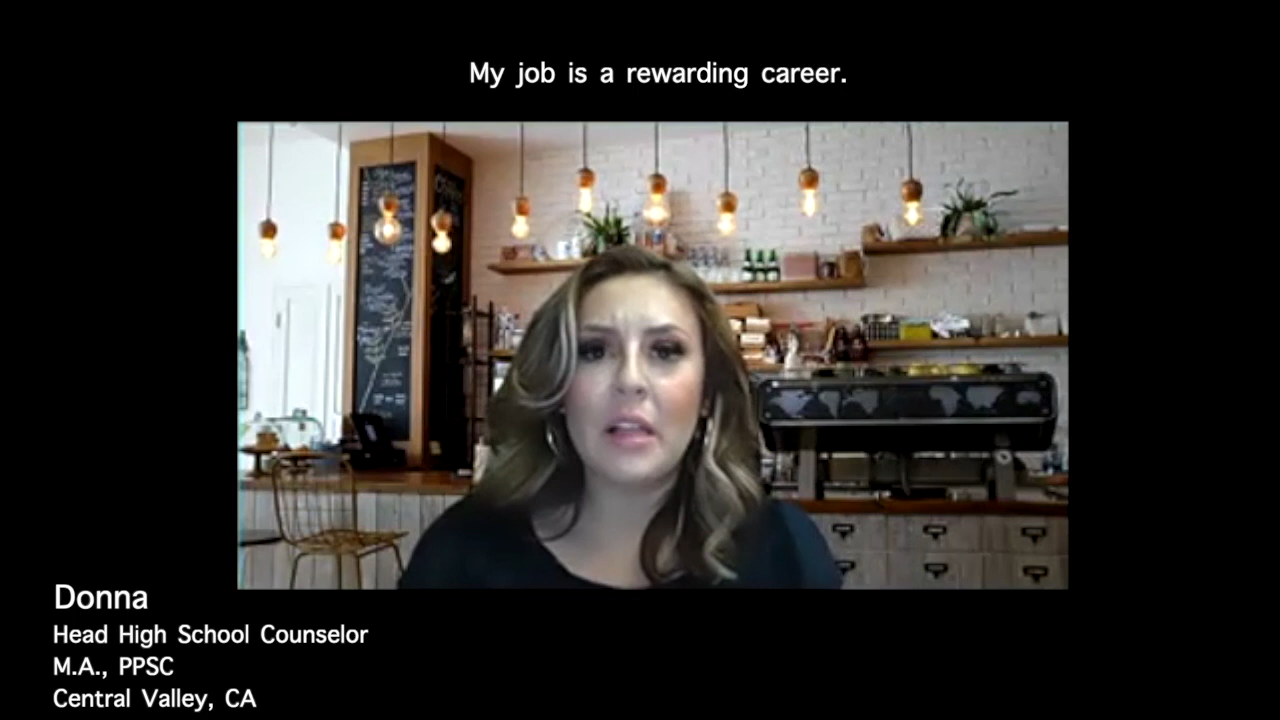 My job is a rewarding career.
Donna
Head High School Counselor
M.A., PPSC
Central Valley, CA